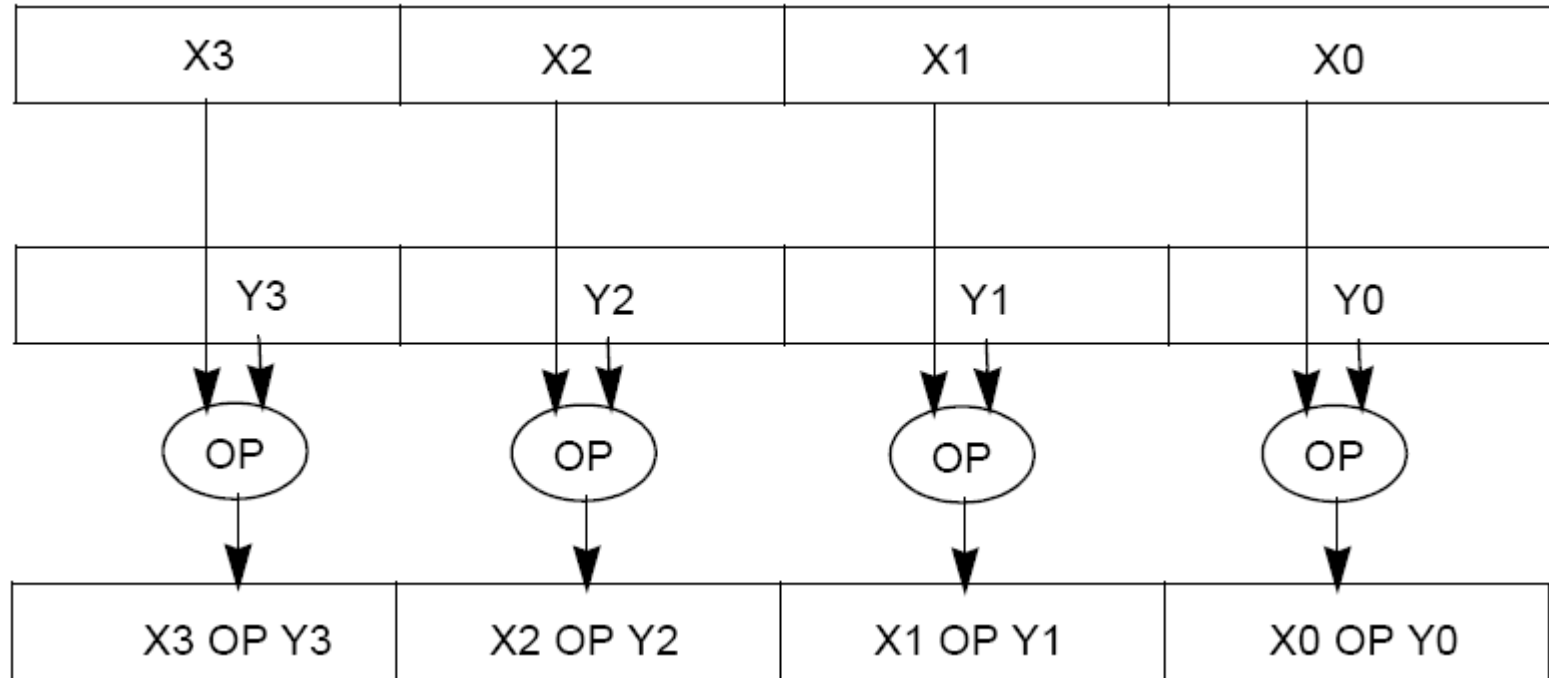 X3 X2 X1 X0
Y3 Y2 Y1 Y0
OP OP OP OP
X3 OP Y3 X2 OP Y2 X1 OP Y1 X0 OP Y0